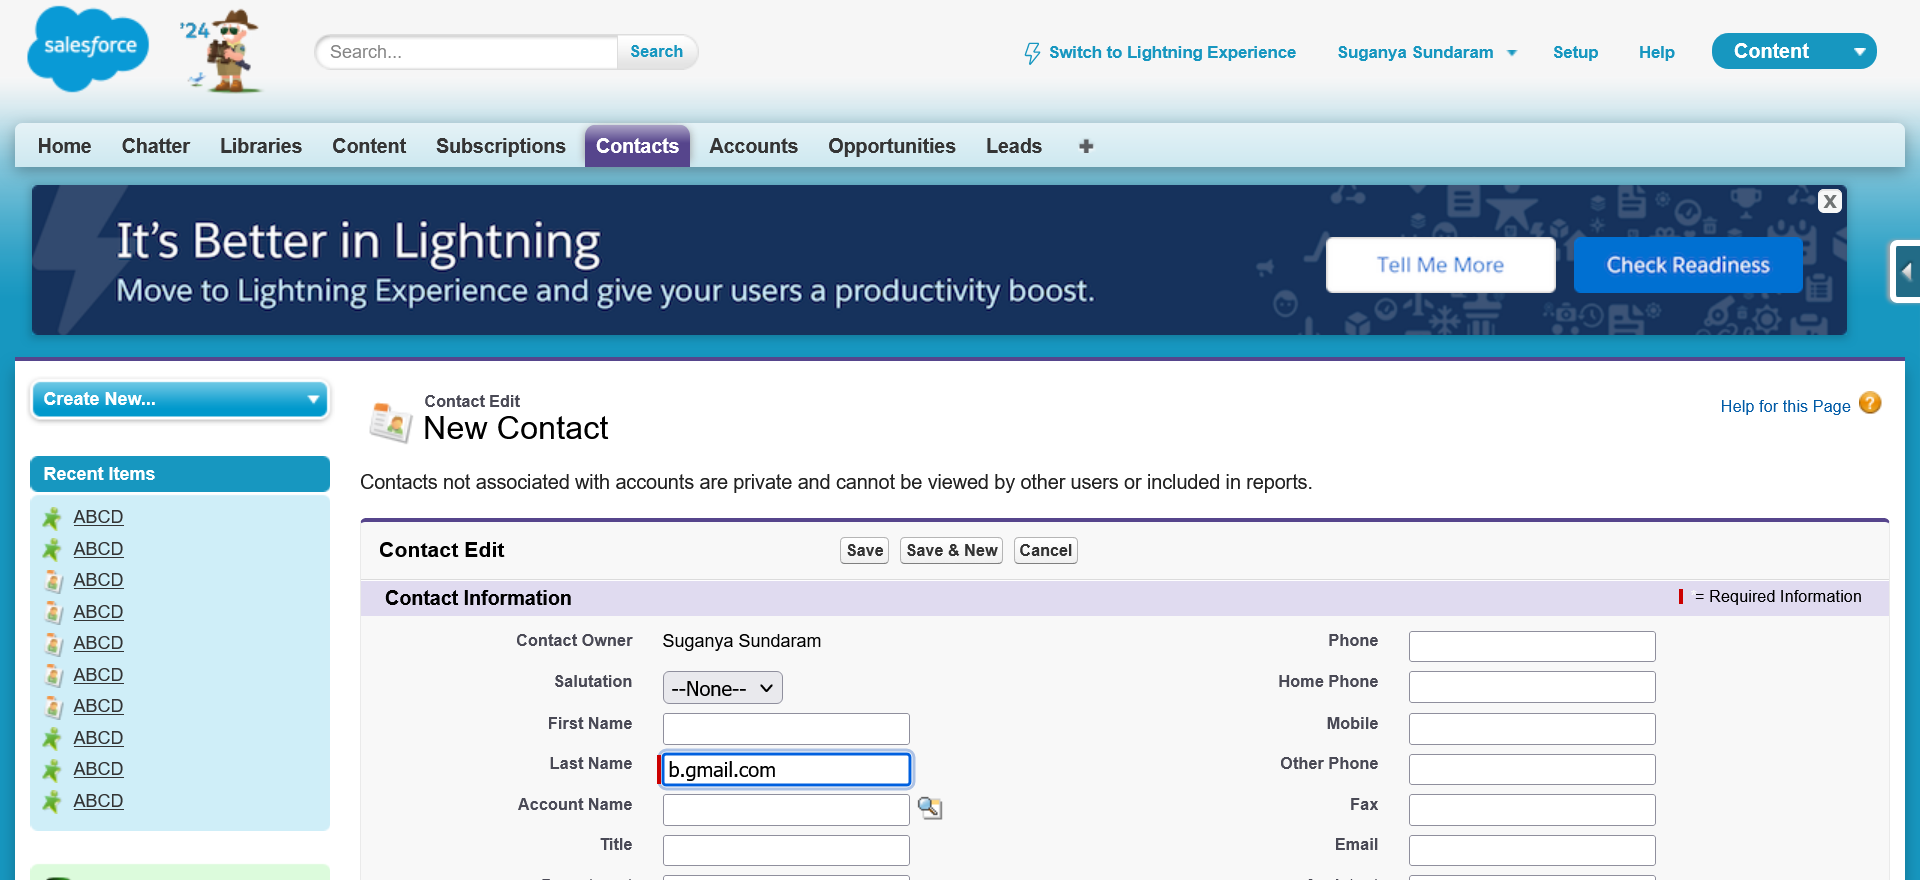 salesforce
'24
Search...
Search
Switch to Lightning Experience
Suganya Sundaram
Setup
Help
Content
Home
Chatter
Libraries
Content
Subscriptions
Contacts
Accounts
Opportunities
Leads
+
It's Better in Lightning
Move to Lightning Experience and give your users a productivity boost.
Tell Me More
Check Readiness
X
Create New...
Recent Items
ABCD
ABCD
ABCD
ABCD
ABCD
ABCD
ABCD
ABCD
ABCD
ABCD
Contact Edit
New Contact
Help for this Page ?
Contacts not associated with accounts are private and cannot be viewed by other users or included in reports.
Contact Edit
Save
Save & New
Cancel
Contact Information
= Required Information
Contact Owner Suganya Sundaram
Salutation --None--
First Name
Last Name b.gmail.com
Account Name
Title
Phone
Home Phone
Mobile
Other Phone
Fax
Email